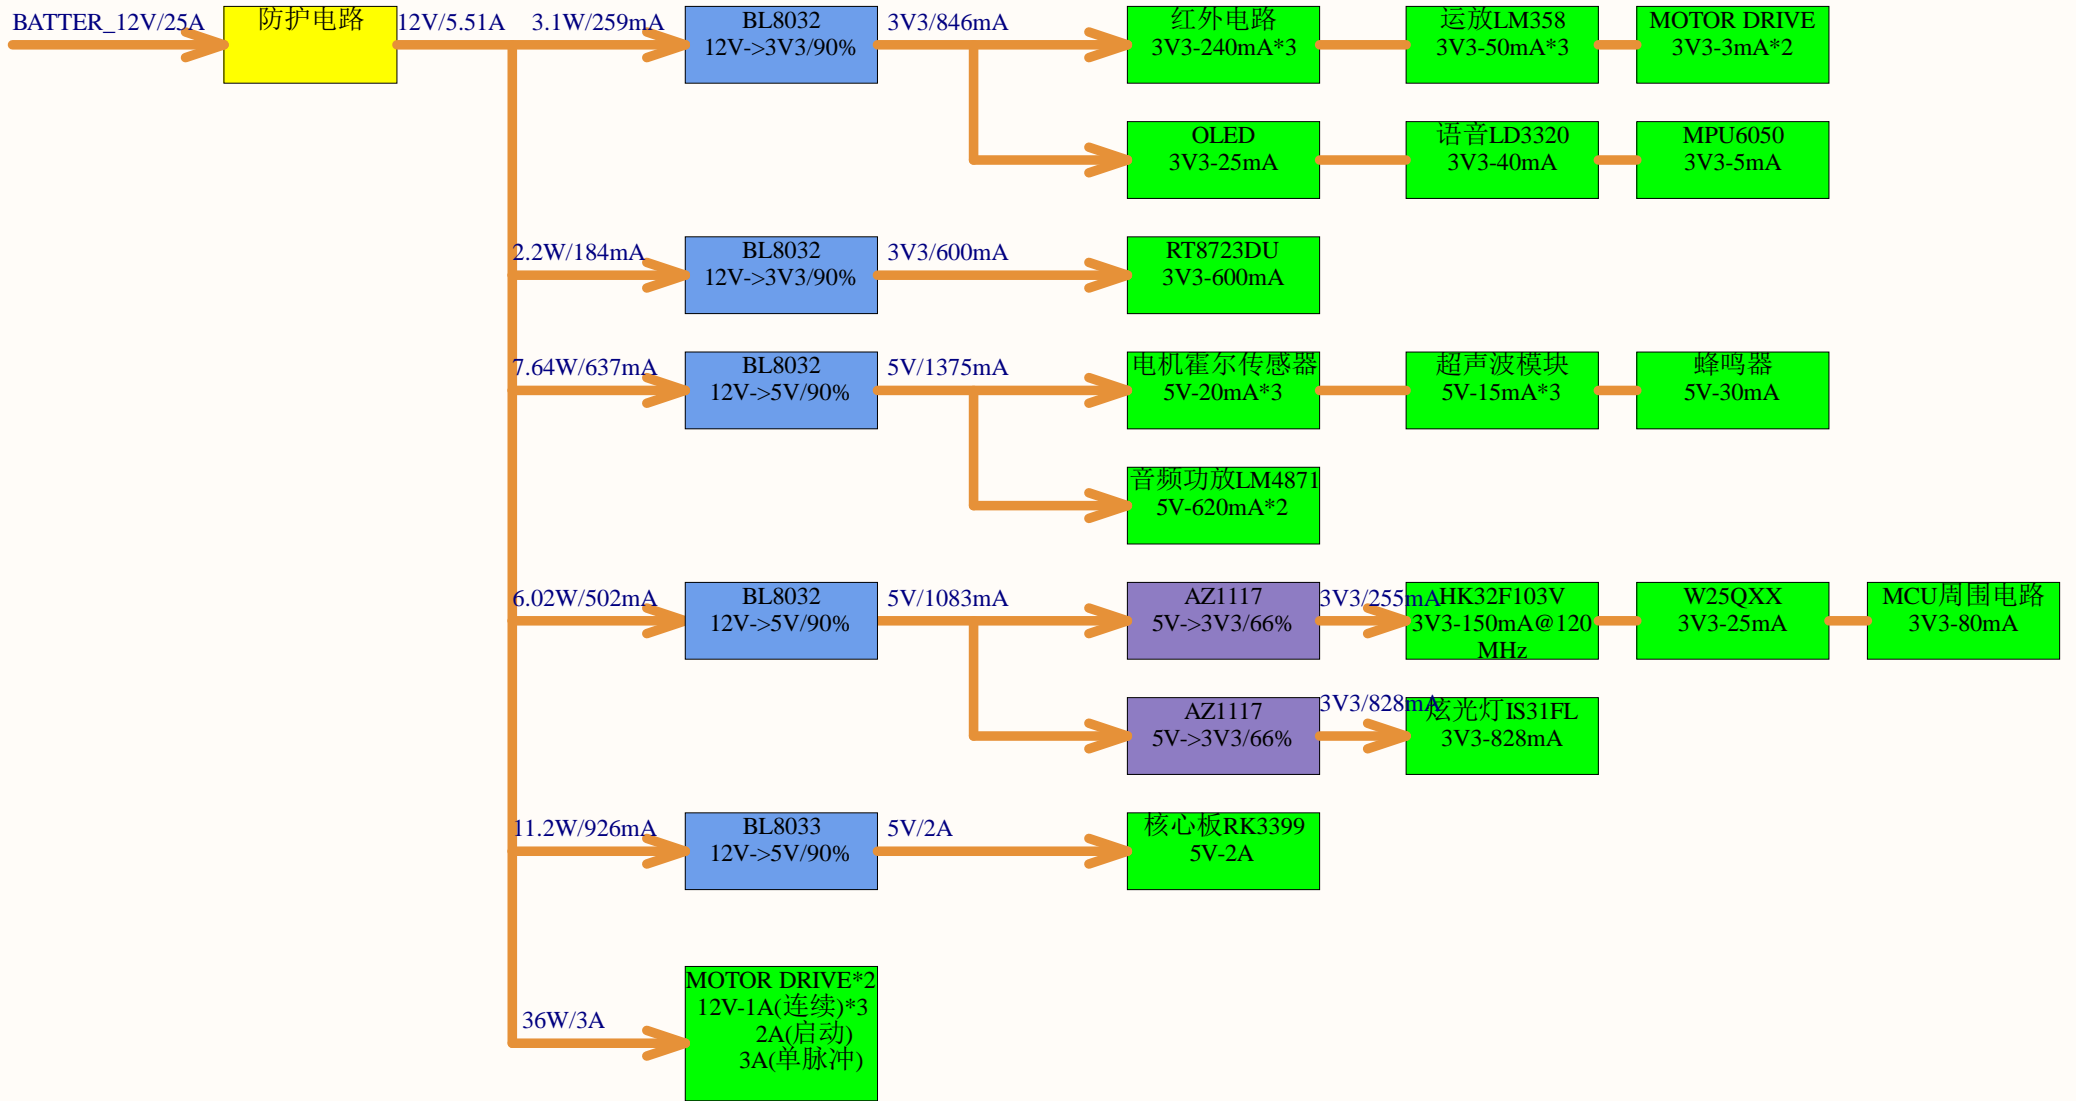 BATTER_12V/25A
防护电路
12V/5.51A
3.1W/259mA
BL8032
12V->3V3/90%
3V3/846mA
红外电路
3V3-240mA*3
运放LM358
3V3-50mA*3
MOTOR DRIVE
3V3-3mA*2
OLED
3V3-25mA
语音LD3320
3V3-40mA
MPU6050
3V3-5mA
2.2W/184mA
BL8032
12V->3V3/90%
3V3/600mA
RT8723DU
3V3-600mA
7.64W/637mA
BL8032
12V->5V/90%
5V/1375mA
电机霍尔传感器
5V-20mA*3
超声波模块
5V-15mA*3
蜂鸣器
5V-30mA
音频功放LM4871
5V-620mA*2
6.02W/502mA
BL8032
12V->5V/90%
5V/1083mA
AZ1117
5V->3V3/66%
3V3/255mA
HK32F103V
3V3-150mA@120
MHz
W25QXX
3V3-25mA
MCU周围电路
3V3-80mA
AZ1117
5V->3V3/66%
3V3/828mA
炫光灯IS31FL
3V3-828mA
11.2W/926mA
BL8033
12V->5V/90%
5V/2A
核心板RK3399
5V-2A
36W/3A
MOTOR DRIVE*2
12V-1A(连续)*3
2A(启动)
3A(单脉冲)